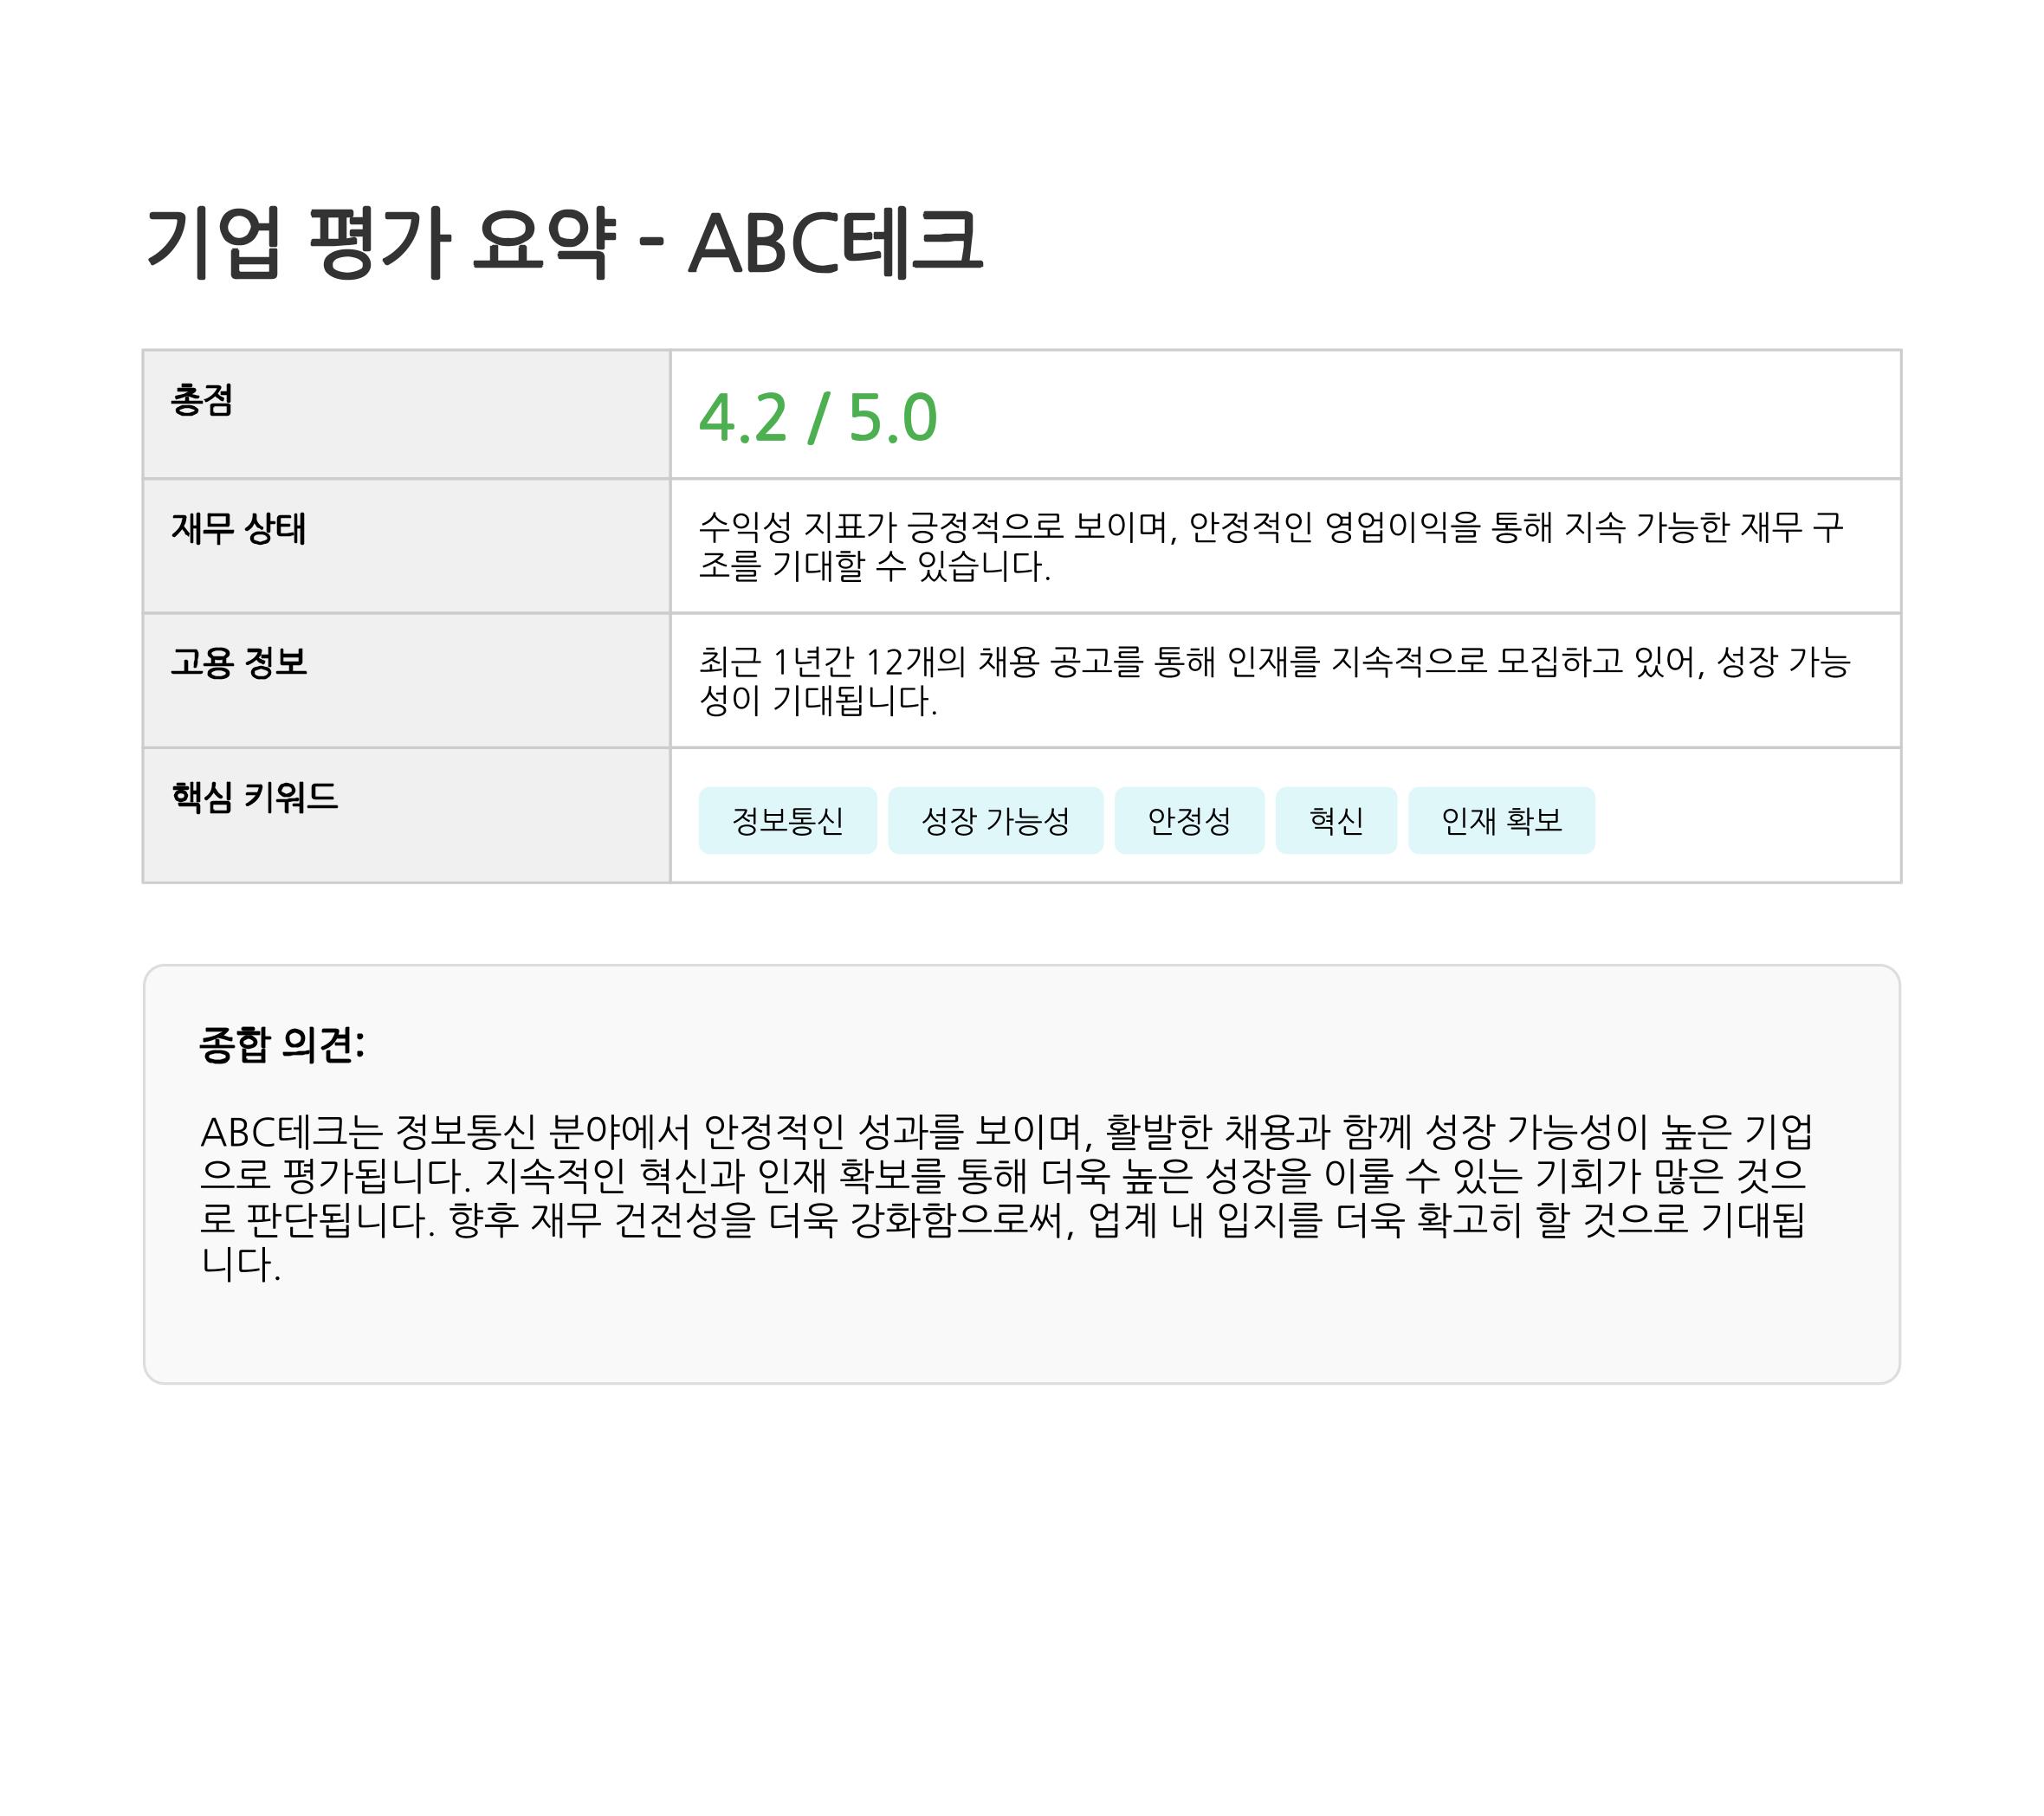 기업 평가 요약 - ABC테크
총점
4.2 / 5.0
재무 상태
수익성 지표가 긍정적으로 보이며, 안정적인 영업이익을 통해 지속 가능한 재무 구
조를 기대할 수 있습니다.
고용 정보
최근 1년간 12개의 채용 공고를 통해 인재를 지속적으로 모집하고 있어, 성장 가능
성이 기대됩니다.
핵심 키워드
정보통신 성장 가능성 안정성 혁신 인재 확보
종합 의견:
ABC테크는 정보통신 분야에서 안정적인 성과를 보이며, 활발한 채용과 함께 성장 가능성이 높은 기업
으로 평가됩니다. 지속적인 혁신과 인재 확보를 통해 더욱 높은 성장을 이룰 수 있는 기회가 많은 것으
로 판단됩니다. 향후 재무 건전성을 더욱 강화함으로써, 업계 내 입지를 더욱 확고히 할 것으로 기대됩
니다.